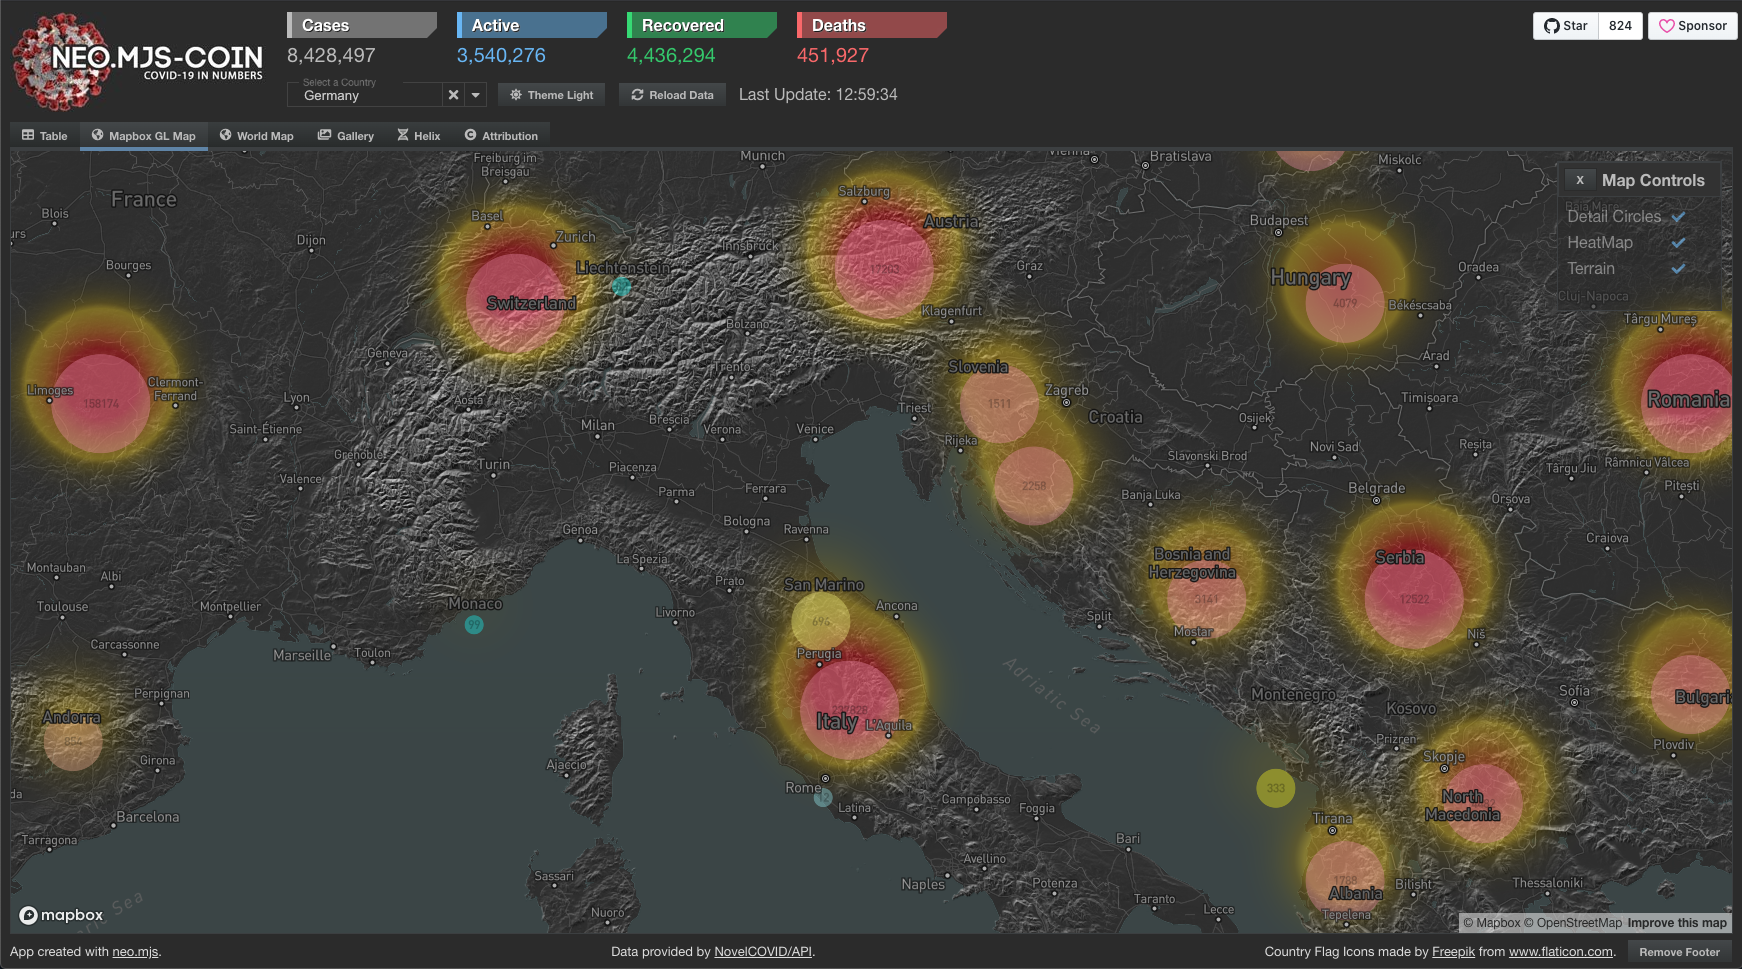 NEO.MJS-COIN
COVID-19 IN NUMBERS
Cases
8,428,497
Active
3,540,276
Recovered
4,436,294
Deaths
451,927
Star
824
Sponsor
Select a Country
Germany
Theme Light
Reload Data
Last Update: 12:59:34
Table
Mapbox GL Map
World Map
Gallery
Helix
Attribution
x Map Controls
Detail Circles
HeatMap
Terrain
Freiburg im
Breisgau
Munich
Vienna
Bratislava
Miskolc
France
Blois
Salzburg
Austria
Basel
Zurich
Dijon
Budapest
Innsbruck
Bourges
Liechtenstein
Graz
Hungary
Oradea
Switzerland
Cluj-Napoca
4079
Békéscsaba
Klagenfurt
Târgu Mureş
Bolzano
Geneva
Arad
Trento
Slovenia
Limoges
Clermont-
Ferrand
158174
Lyon
Aosta
Zagreb
Timișoara
Romania
1511
Triest
Croatia
Saint-Étienne
Milan
Brescia
Verona
Venice
Osijek
Rijeka
Novi Sad
Reșița
Grenoble
Turin
Piacenza
Slavonski Brod
Târgu Jiu
Râmnicu Vâlcea
Valence
Parma
Ferrara
2258
Banja Luka
Belgrade
Orșova
Pitești
Genoa
Bologna
Ravenna
Craiova
La Spezia
Bosnia and
Herzegovina
Serbia
Montauban
Albi
Prato
San Marino
3141
12522
Toulouse
Montpellier
Monaco
99
Livorno
694
Ancona
Split
Mostar
Niš
Carcassonne
Marseille
Toulon
Perugia
Adriatic Sea
Perpignan
Montenegro
Kosovo
Sofia
Bulgari
Andorra
Italy
L'Aquila
Prizren
Skopje
Plovdiv
Girona
Ajaccio
Rome
333
North
Macedonia
Latina
Campobasso
Foggia
Barcelona
Tirana
Tarragona
Bari
Avellino
Sassari
Naples
Potenza
1788
Albania
Bilisht
Thessaloniki
Nuoro
Taranto
Lecce
Tepelena
Sea
mapbox
© Mapbox © OpenStreetMap Improve this map
App created with neo.mjs.
Data provided by NovelCOVID/API.
Country Flag Icons made by Freepik from www.flaticon.com.
Remove Footer